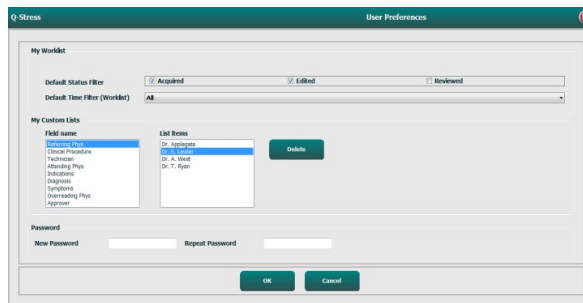 Q-Stress User Preferences
My Worklist
Default Status Filter Acquired Edited Reviewed
Default Time Filter (Worklist) All
My Custom Lists
Field name List items
Referring Phys Dr. Applegate
Clinical Procedure Dr. E. Lawler
Technician Dr. A. West
Attending Phys Dr. T. Ryan
Indications
Diagnosis
Symptoms
Overreading Phys
Approver
Delete
Password
New Password Repeat Password
OK Cancel